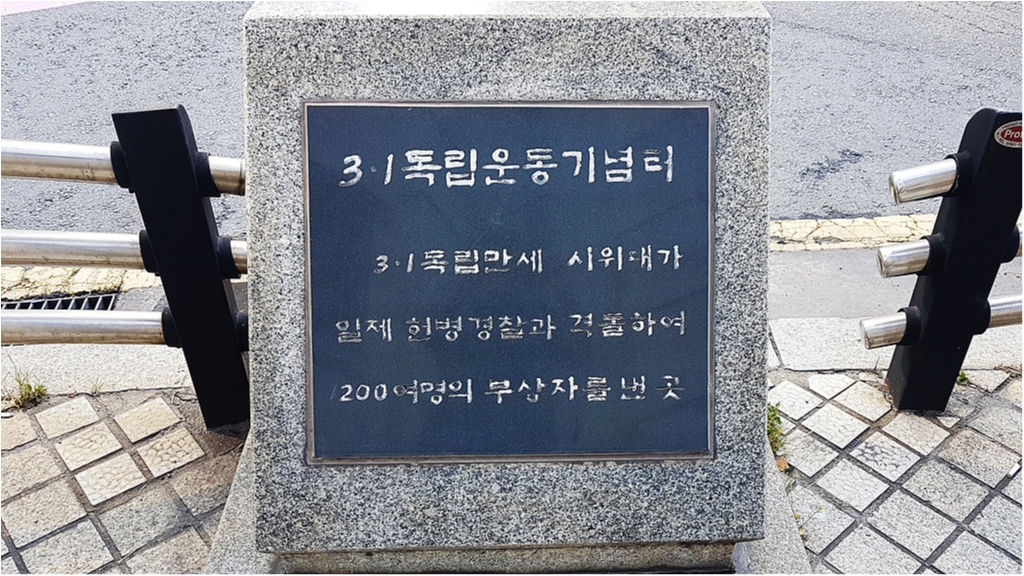 3·1독립운동기념터
3·1독립만세 시위대가
일제 헌병경찰과 격돌하여
200여명의 부상자를 낸 곳
Prot